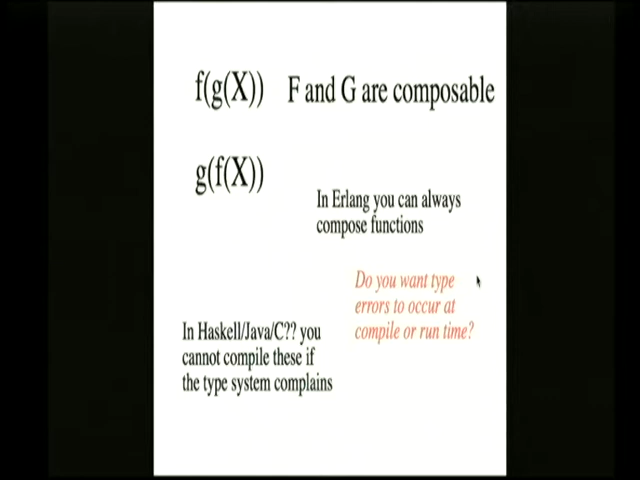 f(g(X)) F and G are composable
g(f(X))
In Erlang you can always
compose functions
Do you want type
errors to occur at
compile or run time?
In Haskell/Java/C?? you
cannot compile these if
the type system complains